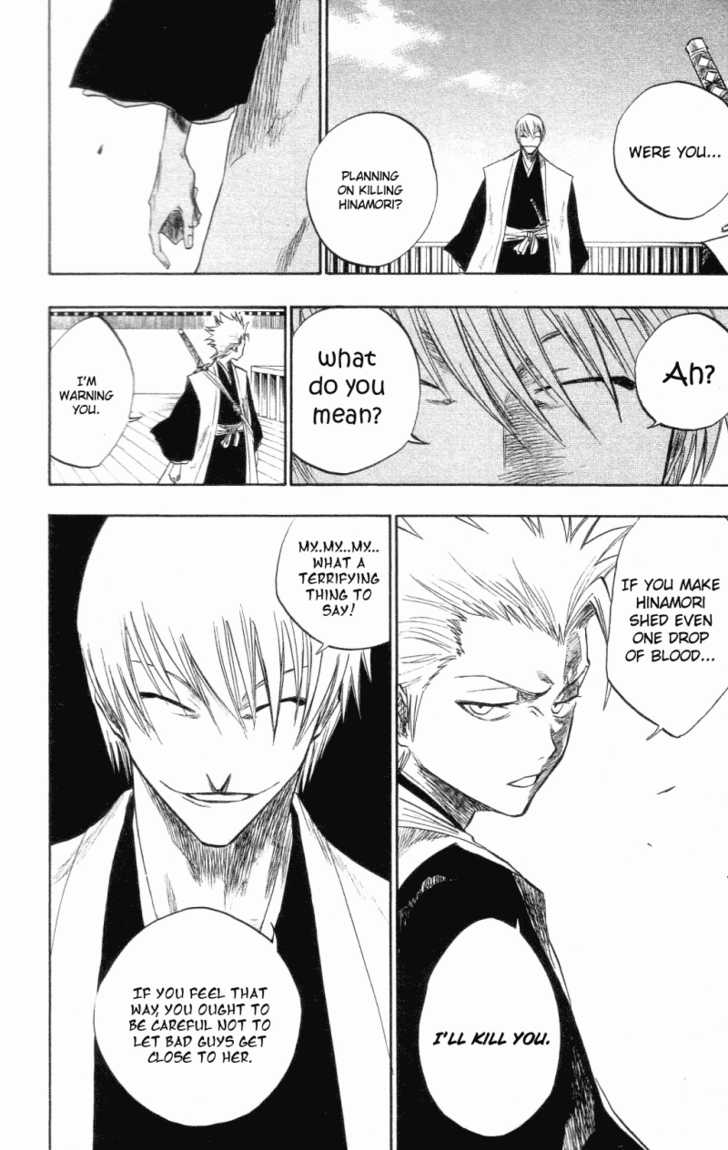 WERE YOU...
PLANNING
ON KILLING
HINAMORI?
Ah?
What
do you
mean?
I'M
WARNING
YOU.
IF YOU MAKE
HINAMORI
SHED EVEN
ONE DROP
OF BLOOD...
I'LL KILL YOU.
MY..MY...MY...
WHAT A
TERRIFYING
THING TO
SAY!
IF YOU FEEL THAT
WAY, YOU OUGHT TO
BE CAREFUL NOT TO
LET BAD GUYS GET
CLOSE TO HER.